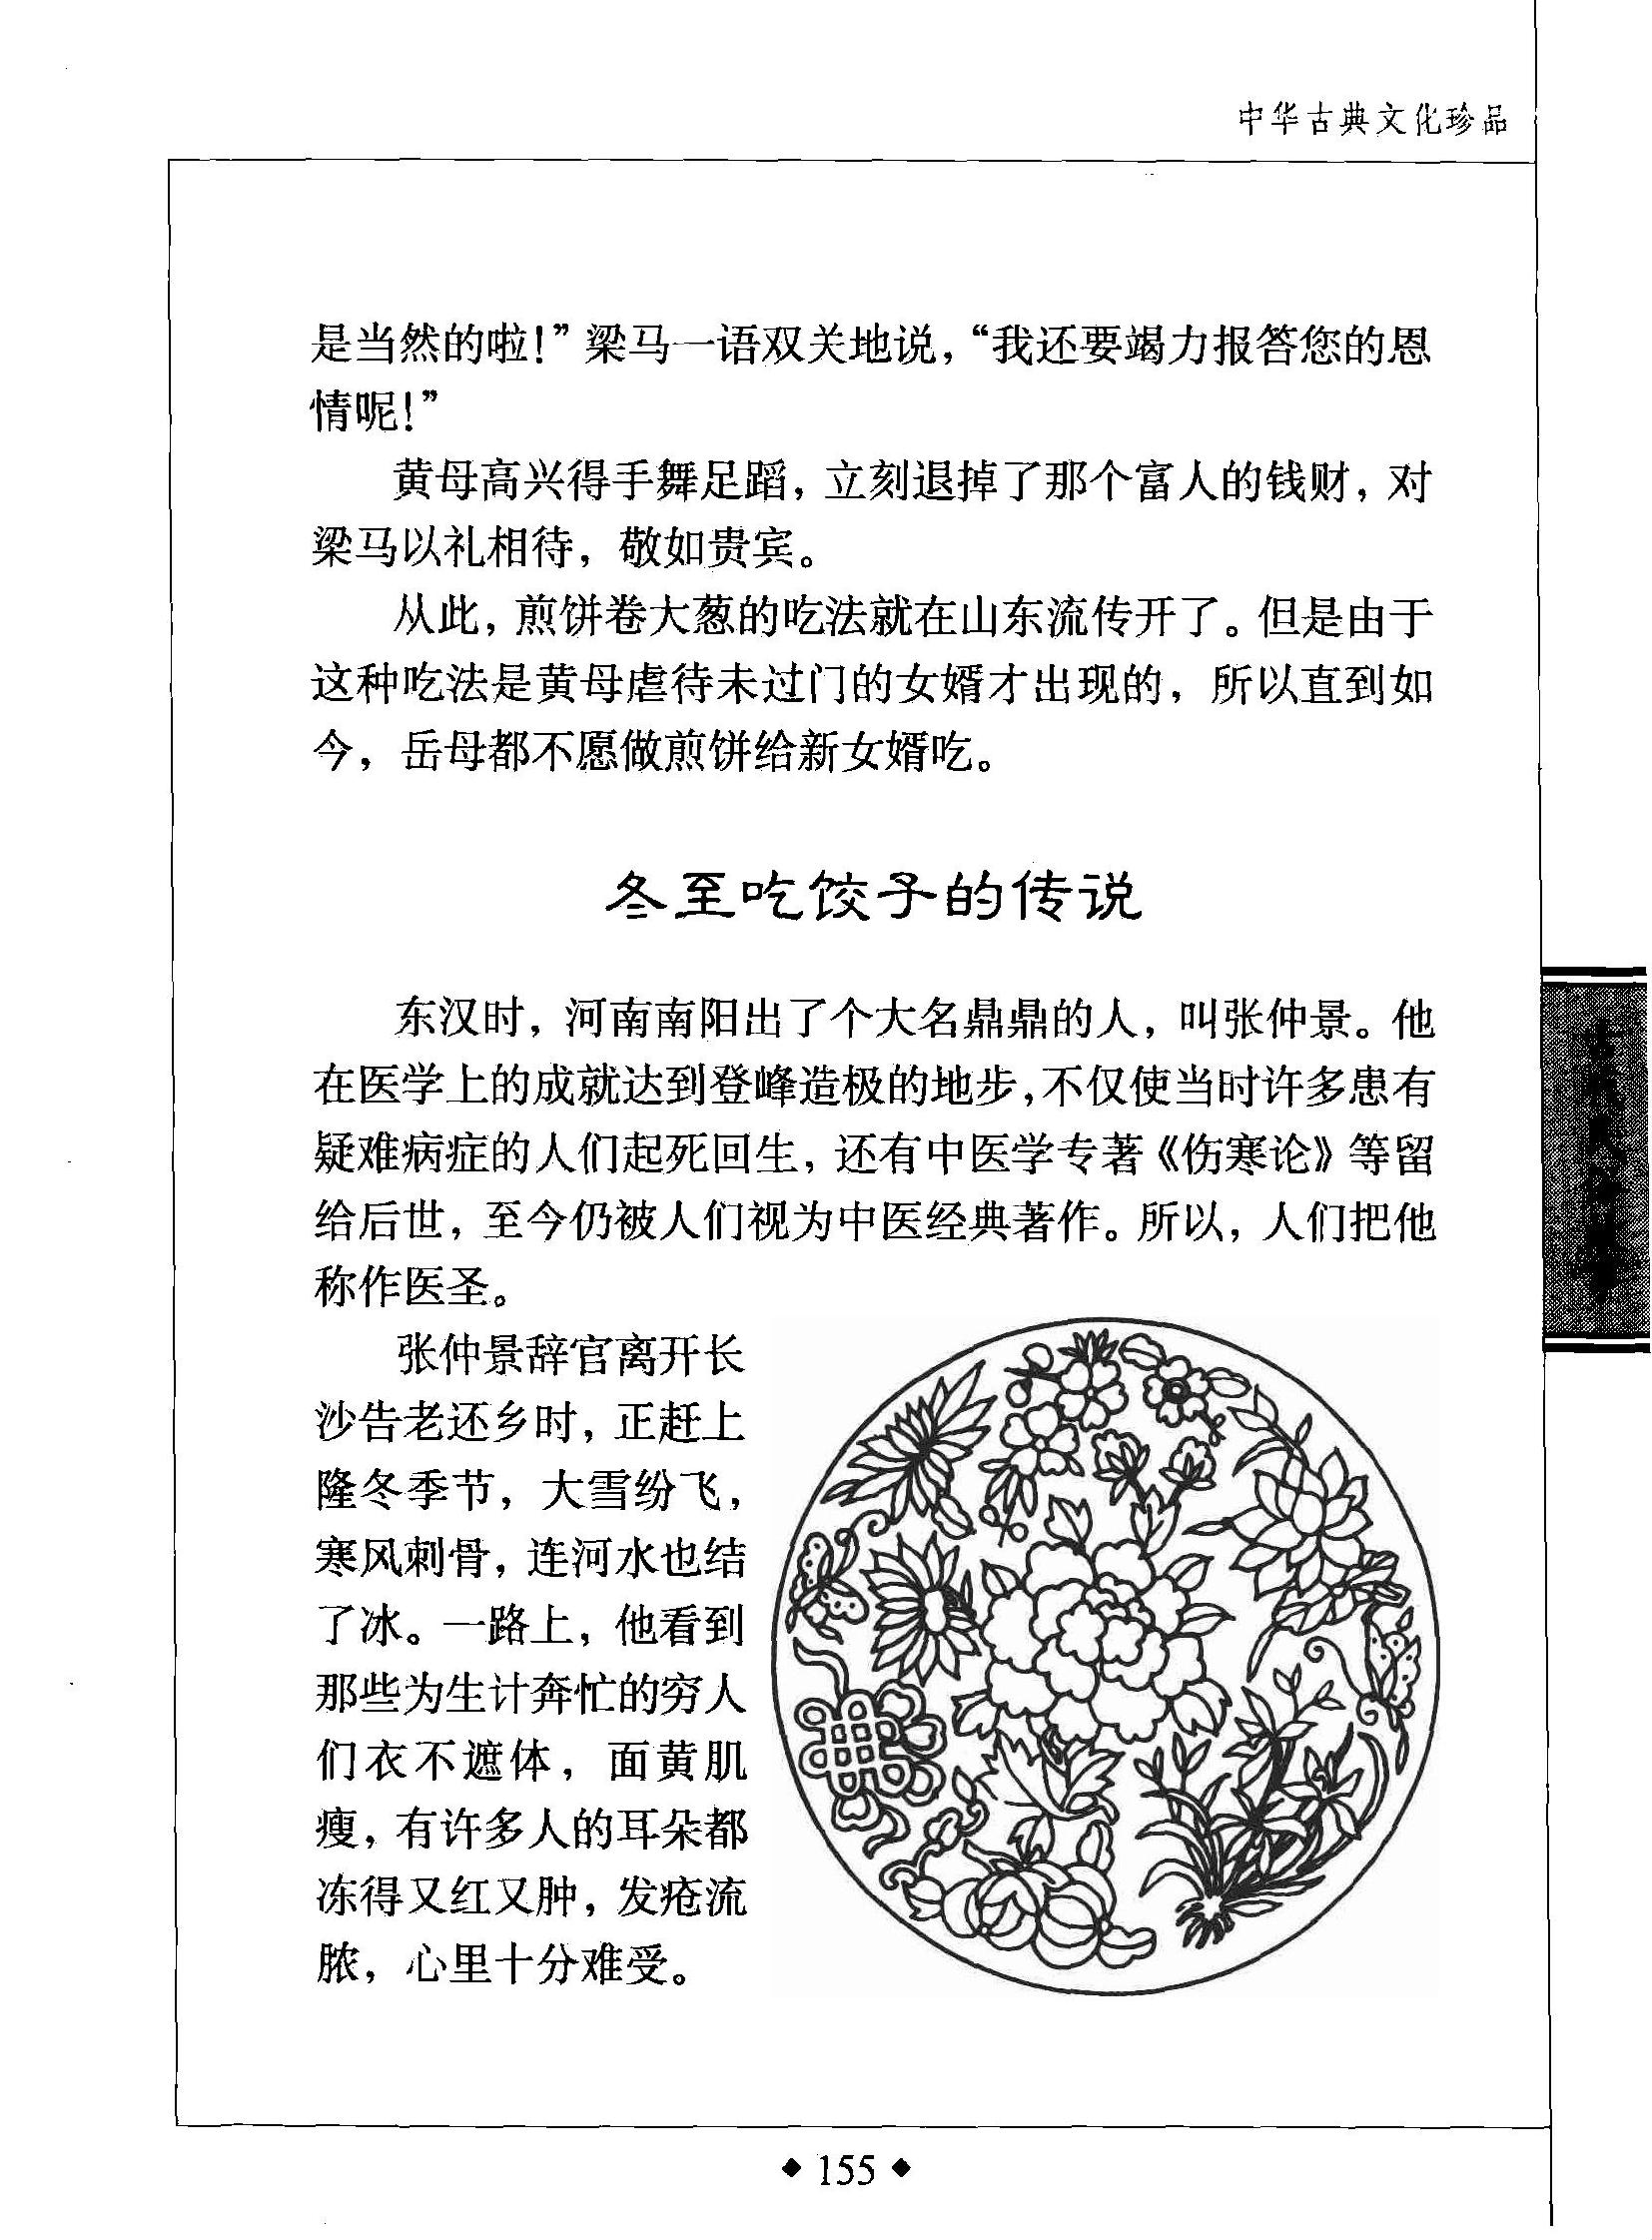 中华古典文化珍品
是当然的啦！”梁马一语双关地说，“我还要竭力报答您的恩
情呢！”
黄母高兴得手舞足蹈，立刻退掉了那个富人的钱财，对
梁马以礼相待，敬如贵宾。
从此，煎饼卷大葱的吃法就在山东流传开了。但是由于
这种吃法是黄母虐待未过门的女婿才出现的，所以直到如
今，岳母都不愿做煎饼给新女婿吃。
冬至吃饺子的传说
东汉时，河南南阳出了个大名鼎鼎的人，叫张仲景。他
在医学上的成就达到登峰造极的地步，不仅使当时许多患有
疑难病症的人们起死回生，还有中医学专著《伤寒论》等留
给后世，至今仍被人们视为中医经典著作。所以，人们把他
称作医圣。
张仲景辞官离开长
沙告老还乡时，正赶上
隆冬季节，大雪纷飞，
寒风刺骨，连河水也结
了冰。一路上，他看到
那些为生计奔忙的穷人
们衣不遮体，面黄肌
瘦，有许多人的耳朵都
冻得又红又肿，发疮流
脓，心里十分难受。
◆ 155 ◆